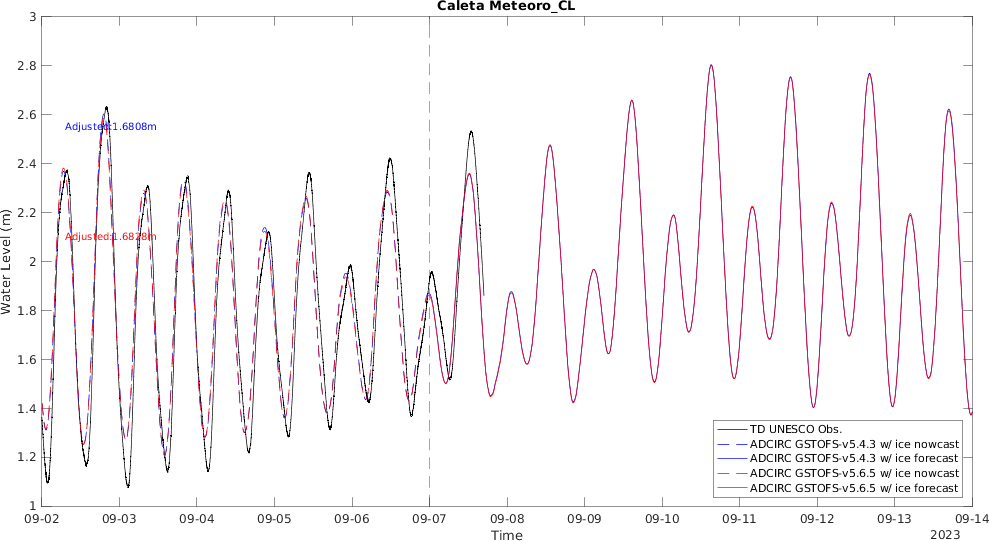 Caleta Meteoro_CL
3
2.8
2.6
2.4
2.2
2
1.8
1.6
1.4
1.2
1
Water Level (m)
Adjusted:1.6808m
Adjusted:1.6828m
TD UNESCO Obs.
ADCIRC GSTOFS-v5.4.3 w/ ice nowcast
ADCIRC GSTOFS-v5.4.3 w/ ice forecast
ADCIRC GSTOFS-v5.6.5 w/ ice nowcast
ADCIRC GSTOFS-v5.6.5 w/ ice forecast
09-02 09-03 09-04 09-05 09-06 09-07 09-08 09-09 09-10 09-11 09-12 09-13 09-14
Time
2023